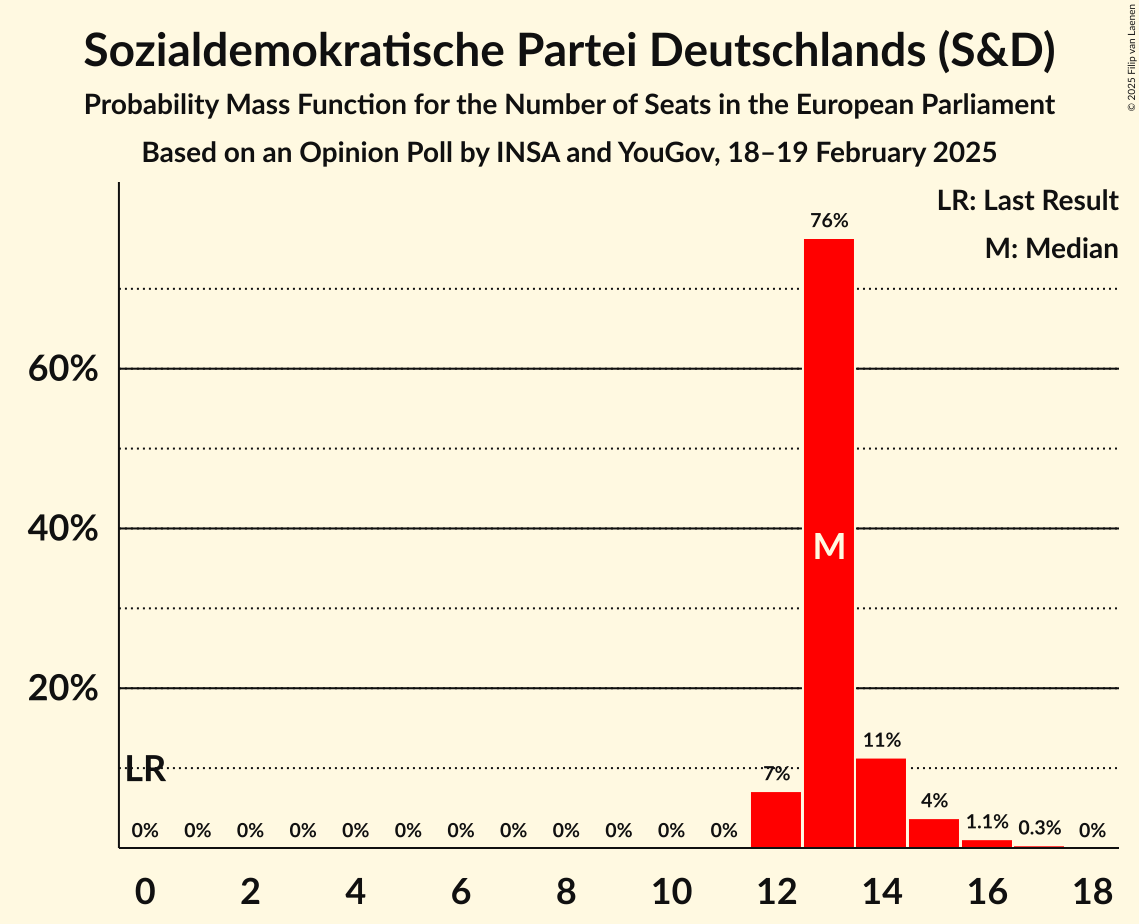 Sozialdemokratische Partei Deutschlands (S&D)
Probability Mass Function for the Number of Seats in the European Parliament
Based on an Opinion Poll by INSA and YouGov, 18–19 February 2025
© 2025 Filip van Laenen
LR: Last Result
M: Median
76%
60%
40%
M
20%
11%
LR
7%
4%
0% 0% 0% 0% 0% 0% 0% 0% 0% 0% 0% 0% 1.1% 0.3% 0%
0 2 4 6 8 10 12 14 16 18